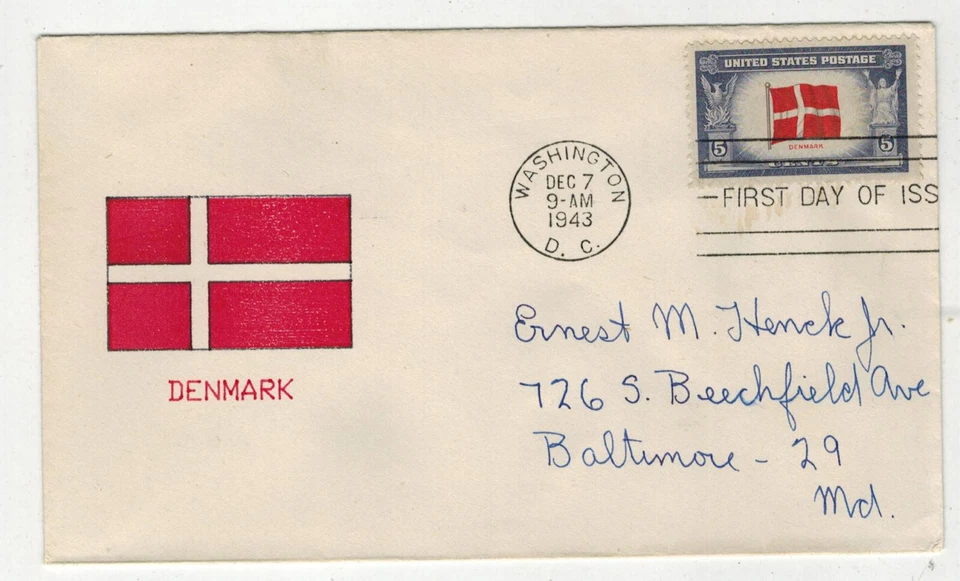 UNITED STATES POSTAGE
DENMARK
5 5
WASHINGTON
DEC 7
9-AM
1943
D. C.
FIRST DAY OF ISS
DENMARK
Ernest M. Henck Jr.
726 S. Beechfield Ave
Baltimore - 29
Md.